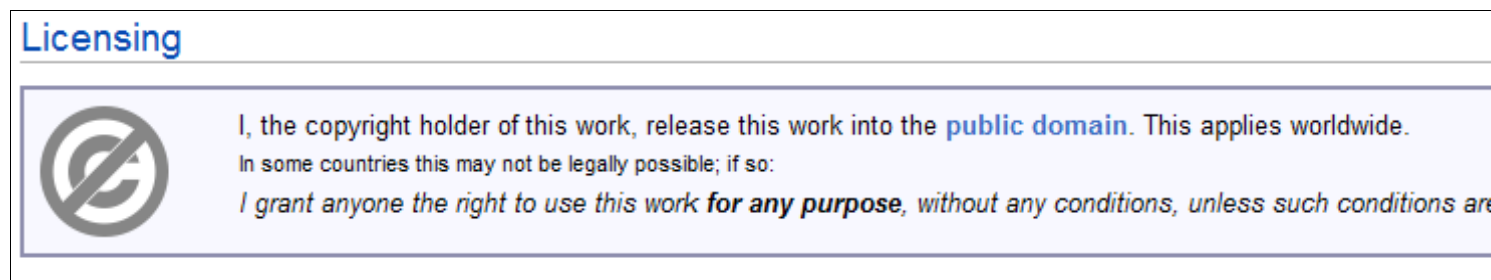 Licensing
I, the copyright holder of this work, release this work into the public domain. This applies worldwide.
In some countries this may not be legally possible; if so:
I grant anyone the right to use this work for any purpose, without any conditions, unless such conditions are